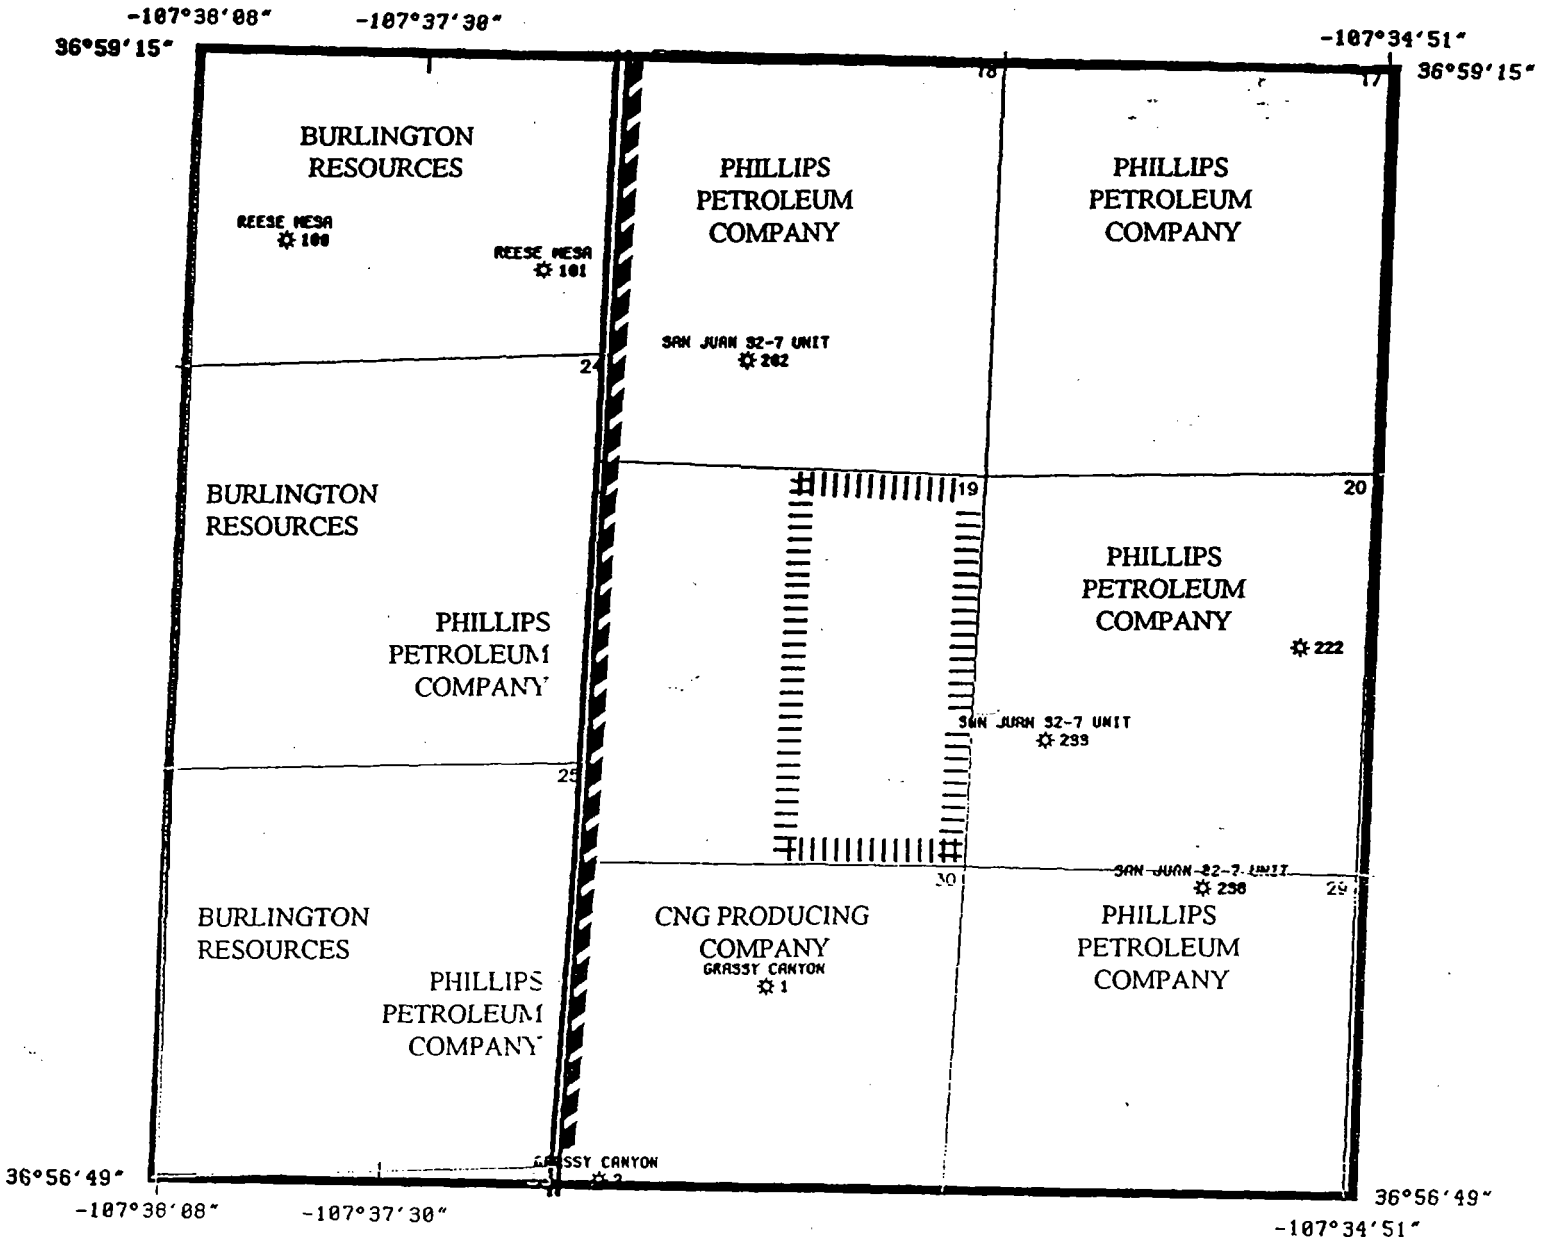 -107°38'08" -107°37'30" -107°34'51"
36°59'15" 36°59'15"
18 17
BURLINGTON
RESOURCES
PHILLIPS
PETROLEUM
COMPANY
PHILLIPS
PETROLEUM
COMPANY
REESE MESA
100
REESE MESA
101
SAN JUAN 32-7 UNIT
202
24
19 20
BURLINGTON
RESOURCES
PHILLIPS
PETROLEUM
COMPANY
PHILLIPS
PETROLEUM
COMPANY
222
SAN JUAN 32-7 UNIT
233
25
30 29
SAN JUAN 32-7 UNIT
BURLINGTON
RESOURCES
CNG PRODUCING
COMPANY
GRASSY CANYON
1
PHILLIPS
PETROLEUM
COMPANY
PHILLIPS
PETROLEUM
COMPANY
GRASSY CANYON
2
36°56'49" 36°56'49"
-107°38'08" -107°37'30" -107°34'51"